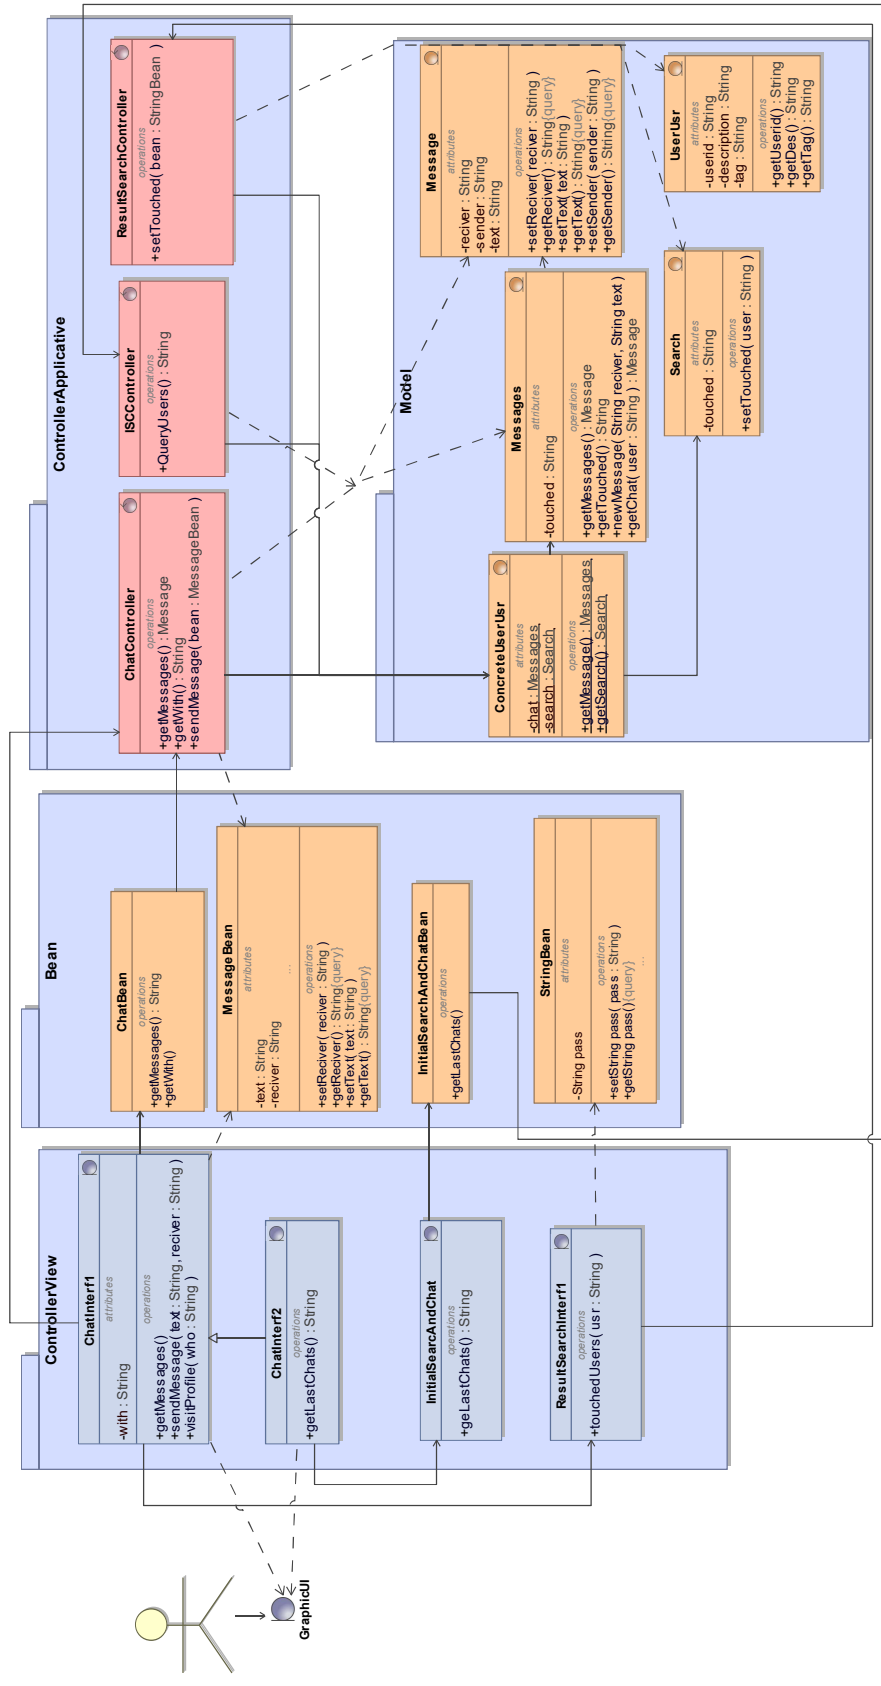 GraphicUI
ControllerView
ChatInterf1
attributes
-with : String
operations
+getMessages()
+sendMessage( text : String, reciver : String )
+visitProfile( who : String )
ChatInterf2
operations
+getLastChats() : String
InitialSearcAndChat
operations
+geLastChats() : String
ResultSearchInterf1
operations
+touchedUsers( usr : String )
Bean
ChatBean
operations
+getMessages() : String
+getWith()
MessageBean
attributes
-text : String
-reciver : String
...
operations
+setReciver( reciver : String )
+getReciver() : String{query}
+setText( text : String )
+getText() : String{query}
InitialSearchAndChatBean
operations
+getLastChats()
StringBean
attributes
-String pass
operations
+setString pass( pass : String )
+getString pass(){query}
...
ControllerApplicative
ChatController
operations
+getMessages() : Message
+getWith() : String
+sendMessage( bean : MessageBean )
ISCController
operations
+QueryUsers() : String
ResultSearchController
operations
+setTouched( bean : StringBean )
Model
ConcreteUserUsr
attributes
-chat : Messages
-search : Search
operations
+getMessage() : Messages
+getSearch() : Search
Messages
attributes
-touched : String
operations
+getMessages() : Message
+getTouched() : String
+newMessage( String reciver, String text )
+getChat( user : String ) : Message
Message
attributes
-reciver : String
-sender : String
-text : String
operations
+setReciver( reciver : String )
+getReciver() : String{query}
+setText( text : String )
+getText() : String{query}
+setSender( sender : String )
+getSender() : String{query}
Search
attributes
-touched : String
operations
+setTouched( user : String )
UserUsr
attributes
-userid : String
-description : String
-tag : String
operations
+getUserid() : String
+getDes() : String
+getTag() : String